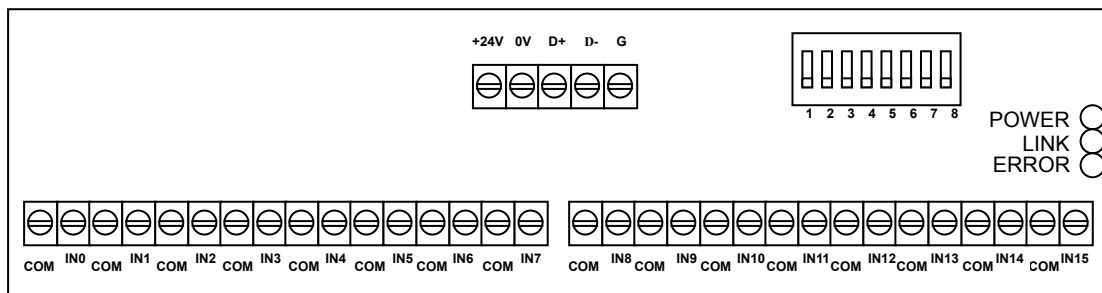 +24V 0V D+ D- G
1 2 3 4 5 6 7 8
POWER
LINK
ERROR
COM IN0 COM IN1 COM IN2 COM IN3 COM IN4 COM IN5 COM IN6 COM IN7 COM IN8 COM IN9 COM IN10 COM IN11 COM IN12 COM IN13 COM IN14 COM IN15